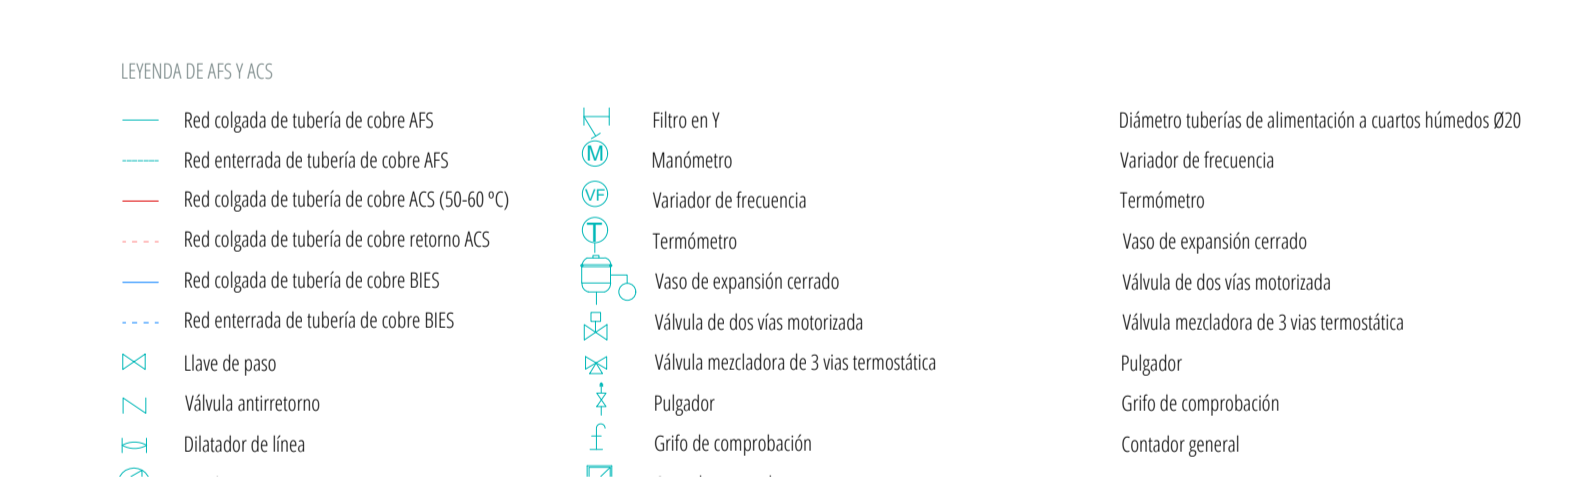 LEYENDA DE AFS Y ACS
Red colgada de tubería de cobre AFS
Red enterrada de tubería de cobre AFS
Red colgada de tubería de cobre ACS (50-60 ºC)
Red colgada de tubería de cobre retorno ACS
Red colgada de tubería de cobre BIES
Red enterrada de tubería de cobre BIES
Llave de paso
Válvula antirretorno
Dilatador de línea
Filtro en Y
M Manómetro
VF Variador de frecuencia
T Termómetro
Vaso de expansión cerrado
Válvula de dos vías motorizada
Válvula mezcladora de 3 vias termostática
Pulgador
Grifo de comprobación
Diámetro tuberías de alimentación a cuartos húmedos Ø20
Variador de frecuencia
Termómetro
Vaso de expansión cerrado
Válvula de dos vías motorizada
Válvula mezcladora de 3 vias termostática
Pulgador
Grifo de comprobación
Contador general